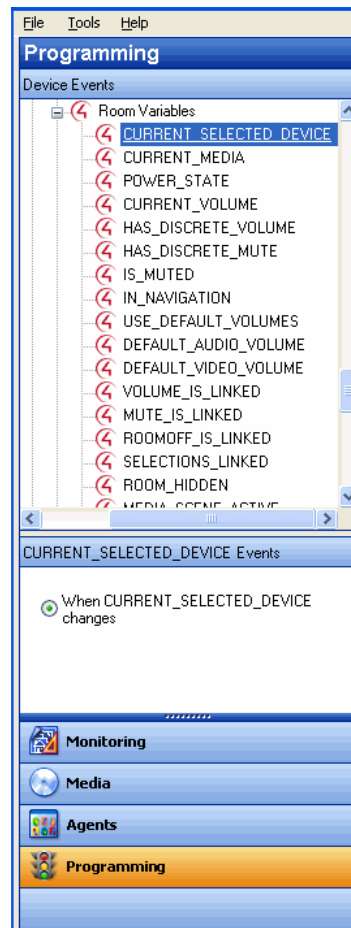 File Tools Help
Programming
Device Events
Room Variables
CURRENT_SELECTED_DEVICE
CURRENT_MEDIA
POWER_STATE
CURRENT_VOLUME
HAS_DISCRETE_VOLUME
HAS_DISCRETE_MUTE
IS_MUTED
IN_NAVIGATION
USE_DEFAULT_VOLUMES
DEFAULT_AUDIO_VOLUME
DEFAULT_VIDEO_VOLUME
VOLUME_IS_LINKED
MUTE_IS_LINKED
ROOMOFF_IS_LINKED
SELECTIONS_LINKED
ROOM_HIDDEN
MEDIA_SCENE_ACTIVE
CURRENT_SELECTED_DEVICE Events
When CURRENT_SELECTED_DEVICE
changes
Monitoring
Media
Agents
Programming